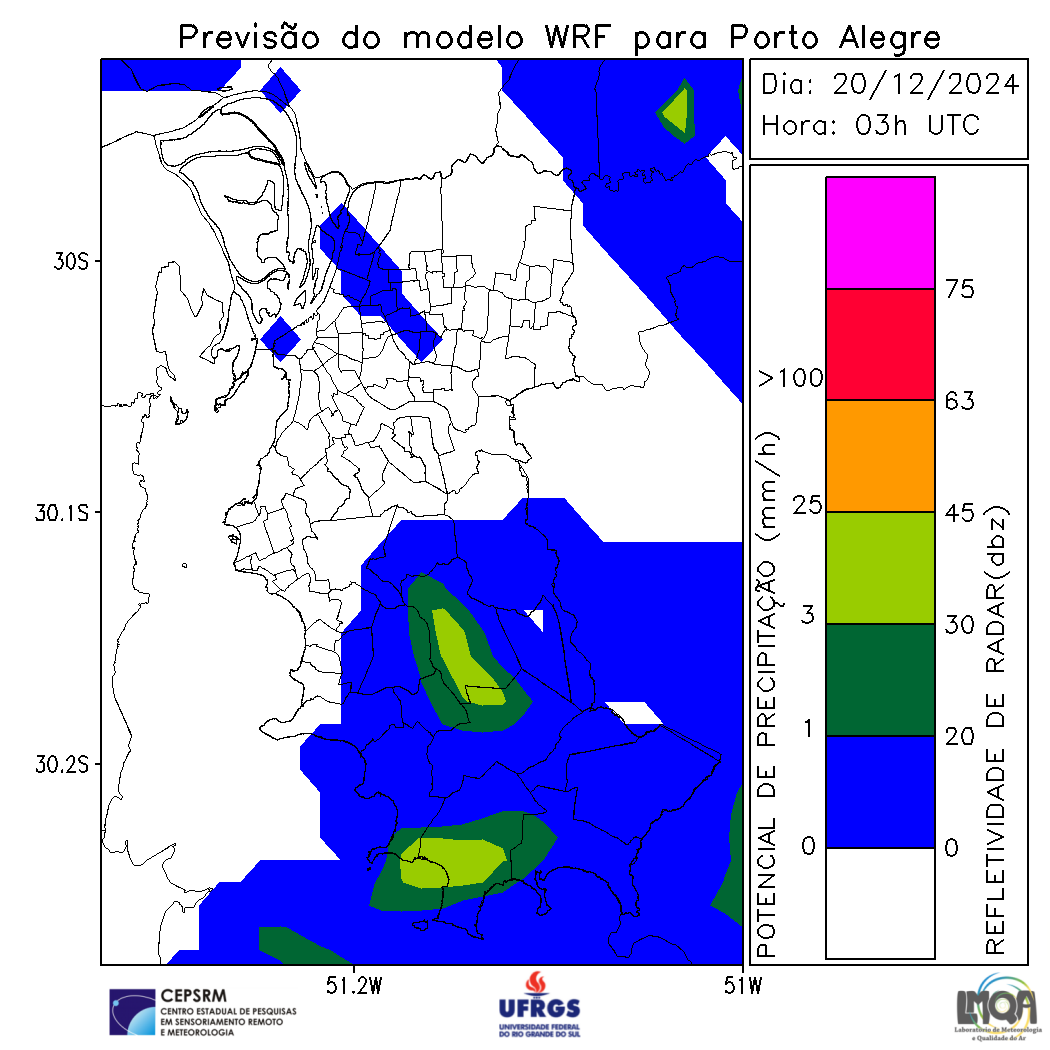 Previsão do modelo WRF para Porto Alegre
Dia: 20/12/2024
Hora: 03h UTC
30S
30.1S
30.2S
51.2W
51W
POTENCIAL DE PRECIPITAÇÃO (mm/h)
>100
25
3
1
0
75
63
45
30
20
0
REFLETIVIDADE DE RADAR(dbz)
CEPSRM
CENTRO ESTADUAL DE PESQUISAS
EM SENSORIAMENTO REMOTO
E METEOROLOGIA
UFRGS
UNIVERSIDADE FEDERAL
DO RIO GRANDE DO SUL
LMQA
Laboratório de Meteorologia
e Qualidade do Ar